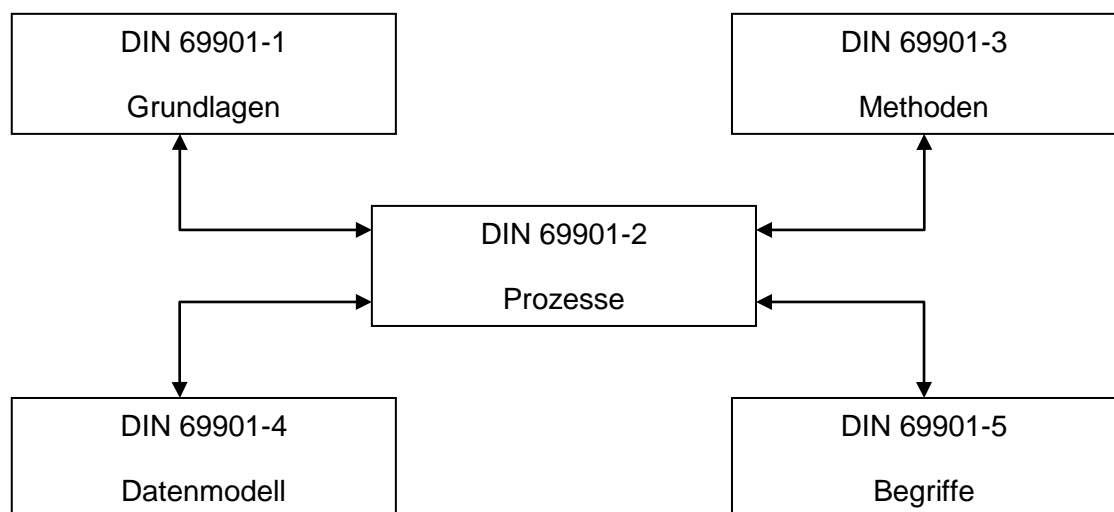 DIN 69901-1
Grundlagen
DIN 69901-3
Methoden
DIN 69901-2
Prozesse
DIN 69901-4
Datenmodell
DIN 69901-5
Begriffe